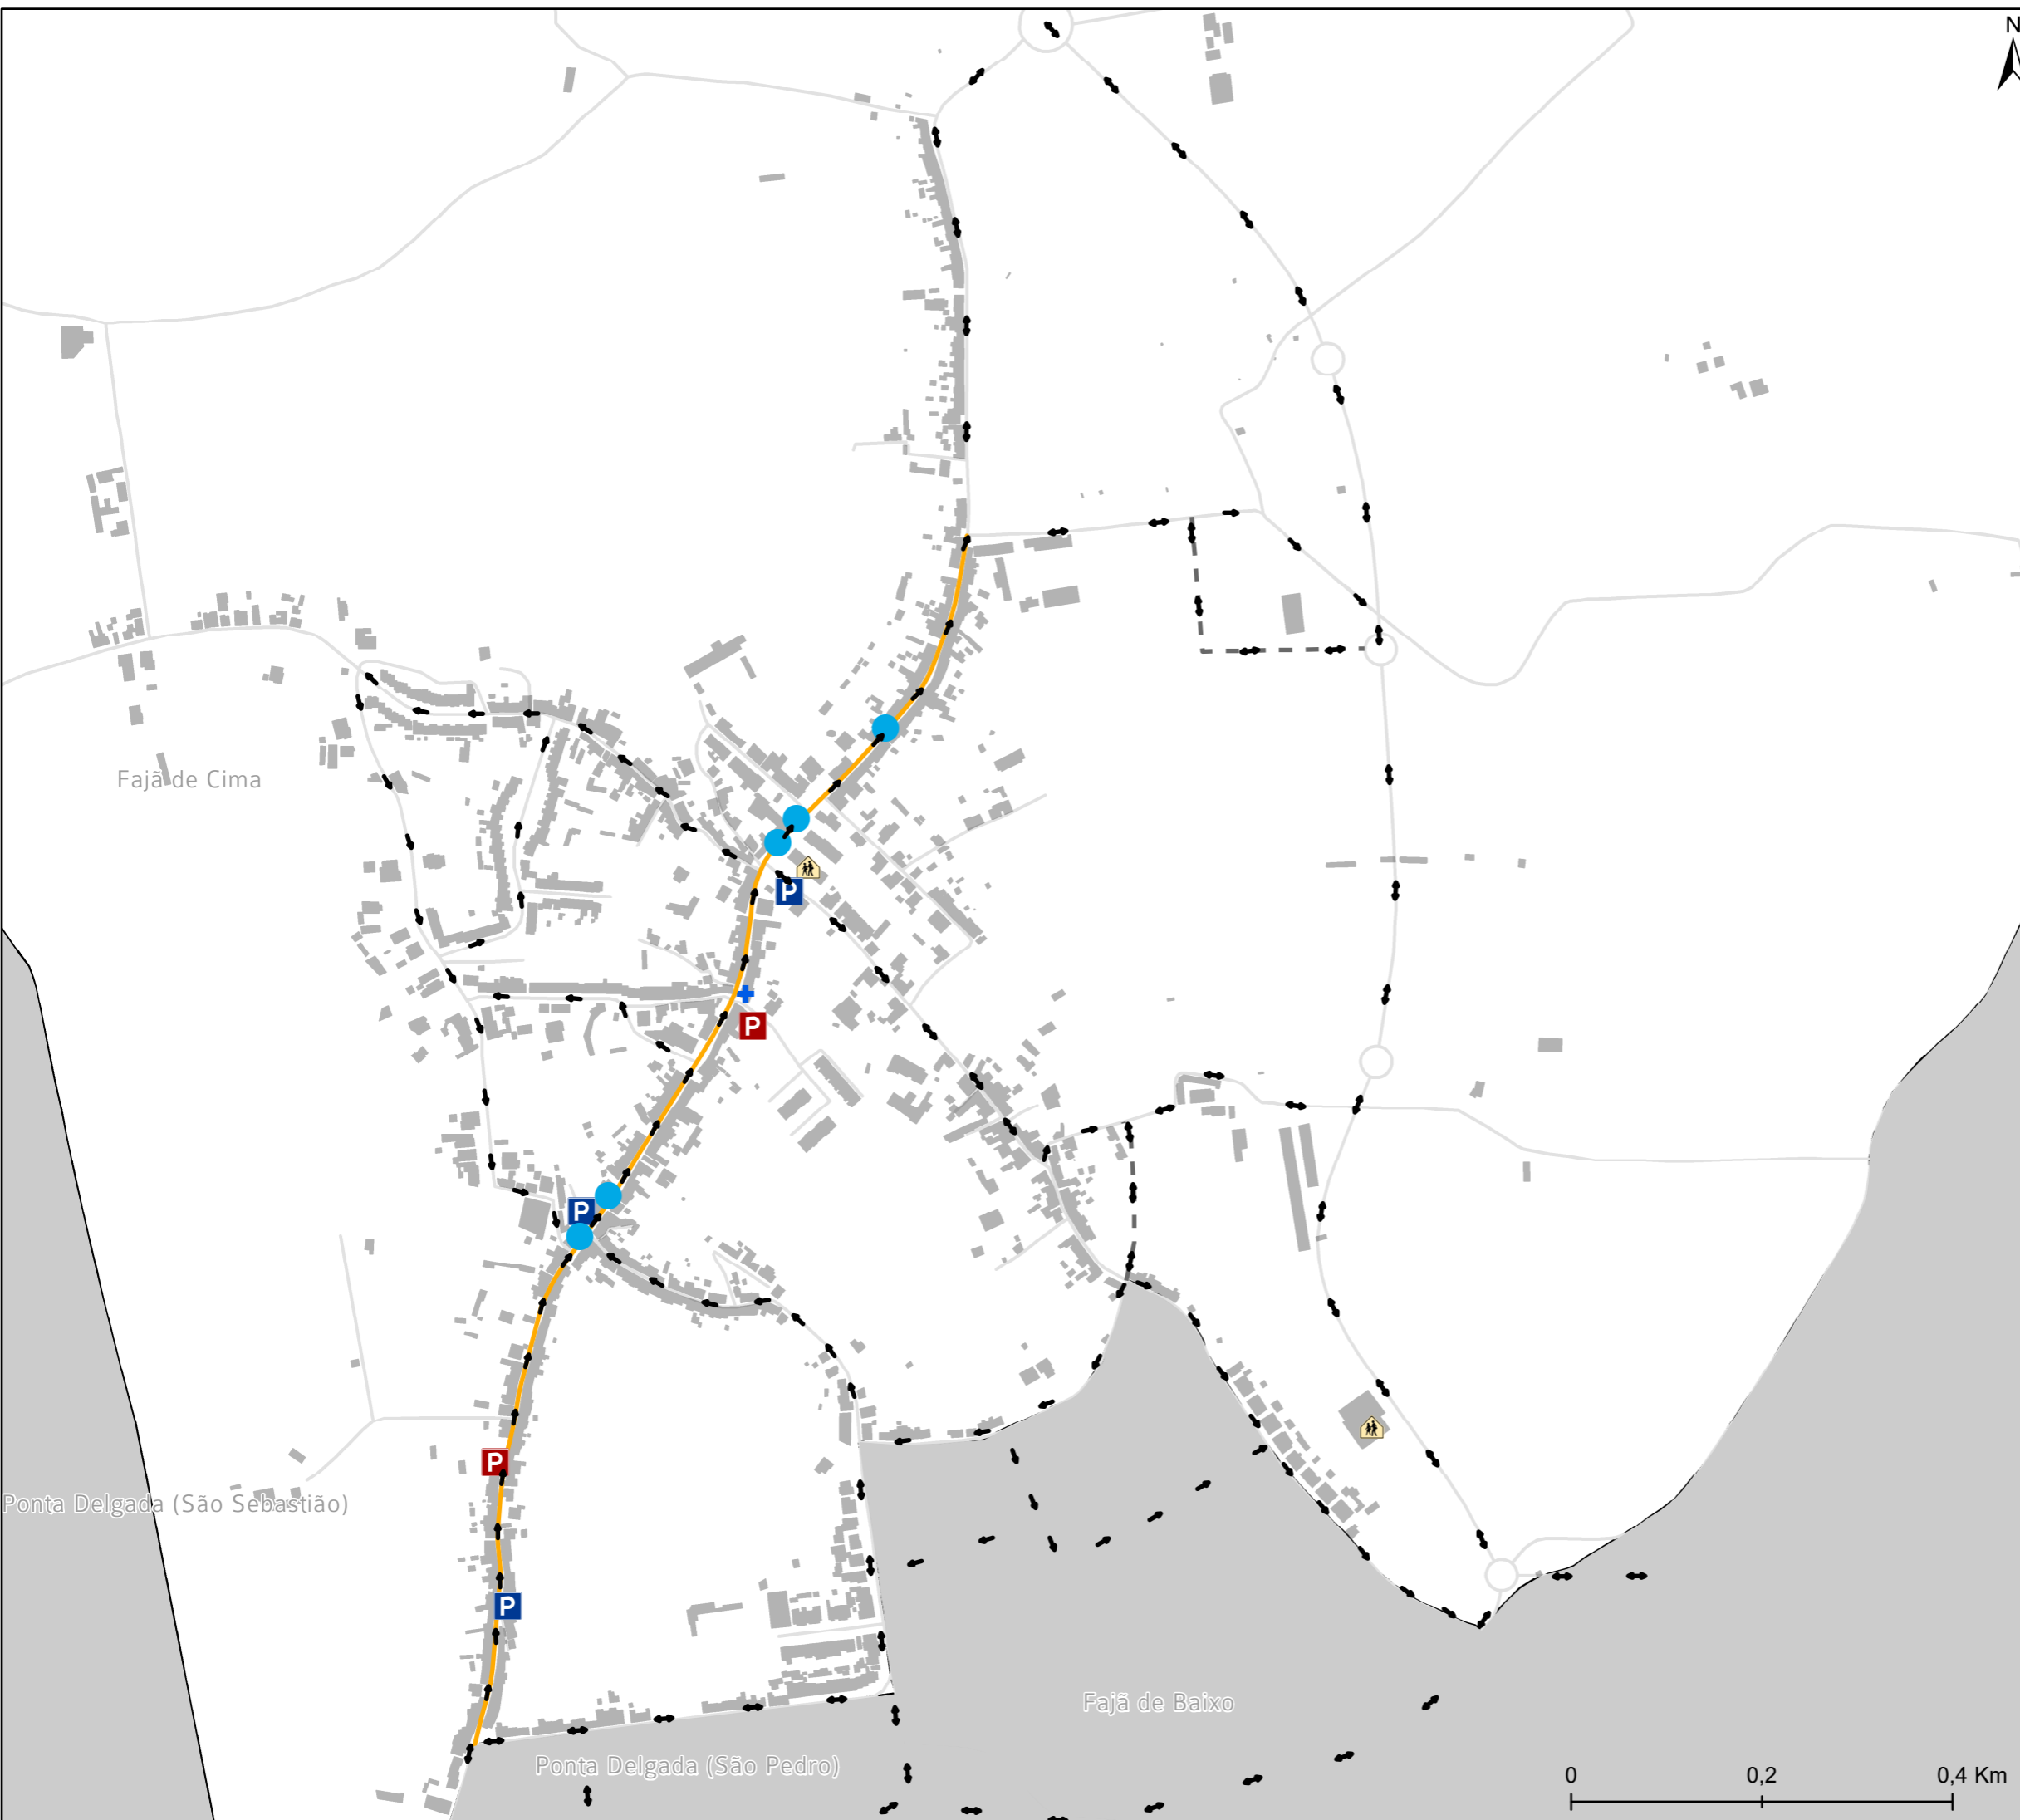 N
Fajã de Cima
P
P
P
P
Ponta Delgada (São Sebastião)
P
Fajã de Baixo
Ponta Delgada (São Pedro)
0 0,2 0,4 Km